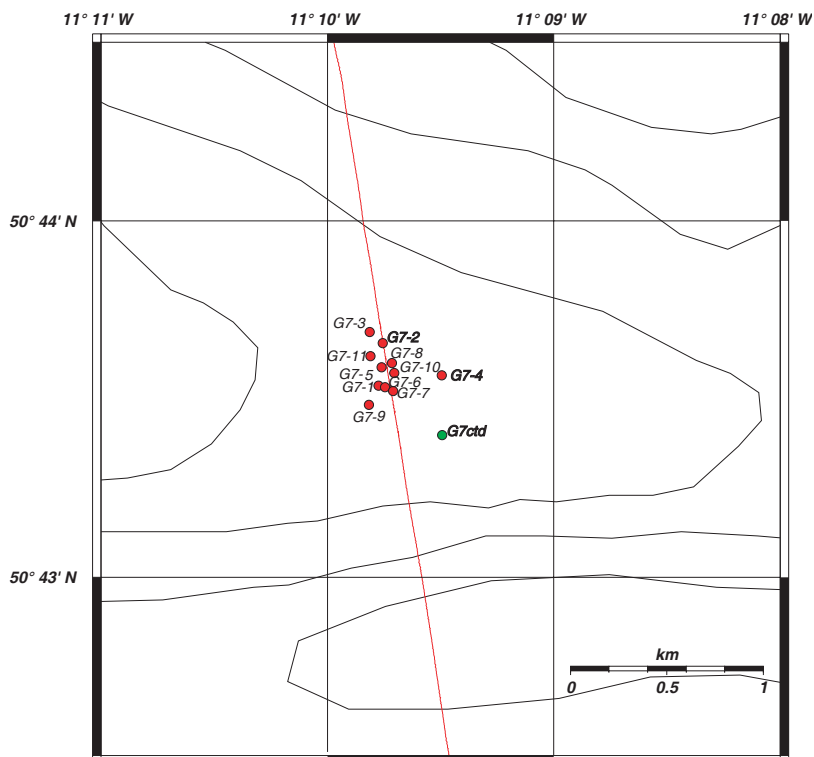 11° 11' W 11° 10' W 11° 09' W 11° 08' W
50° 44' N
G7-3
G7-2
G7-11 G7-8
G7-5 G7-10 G7-4
G7-1 G7-6
G7-7
G7-9
G7ctd
50° 43' N
km
0 0.5 1